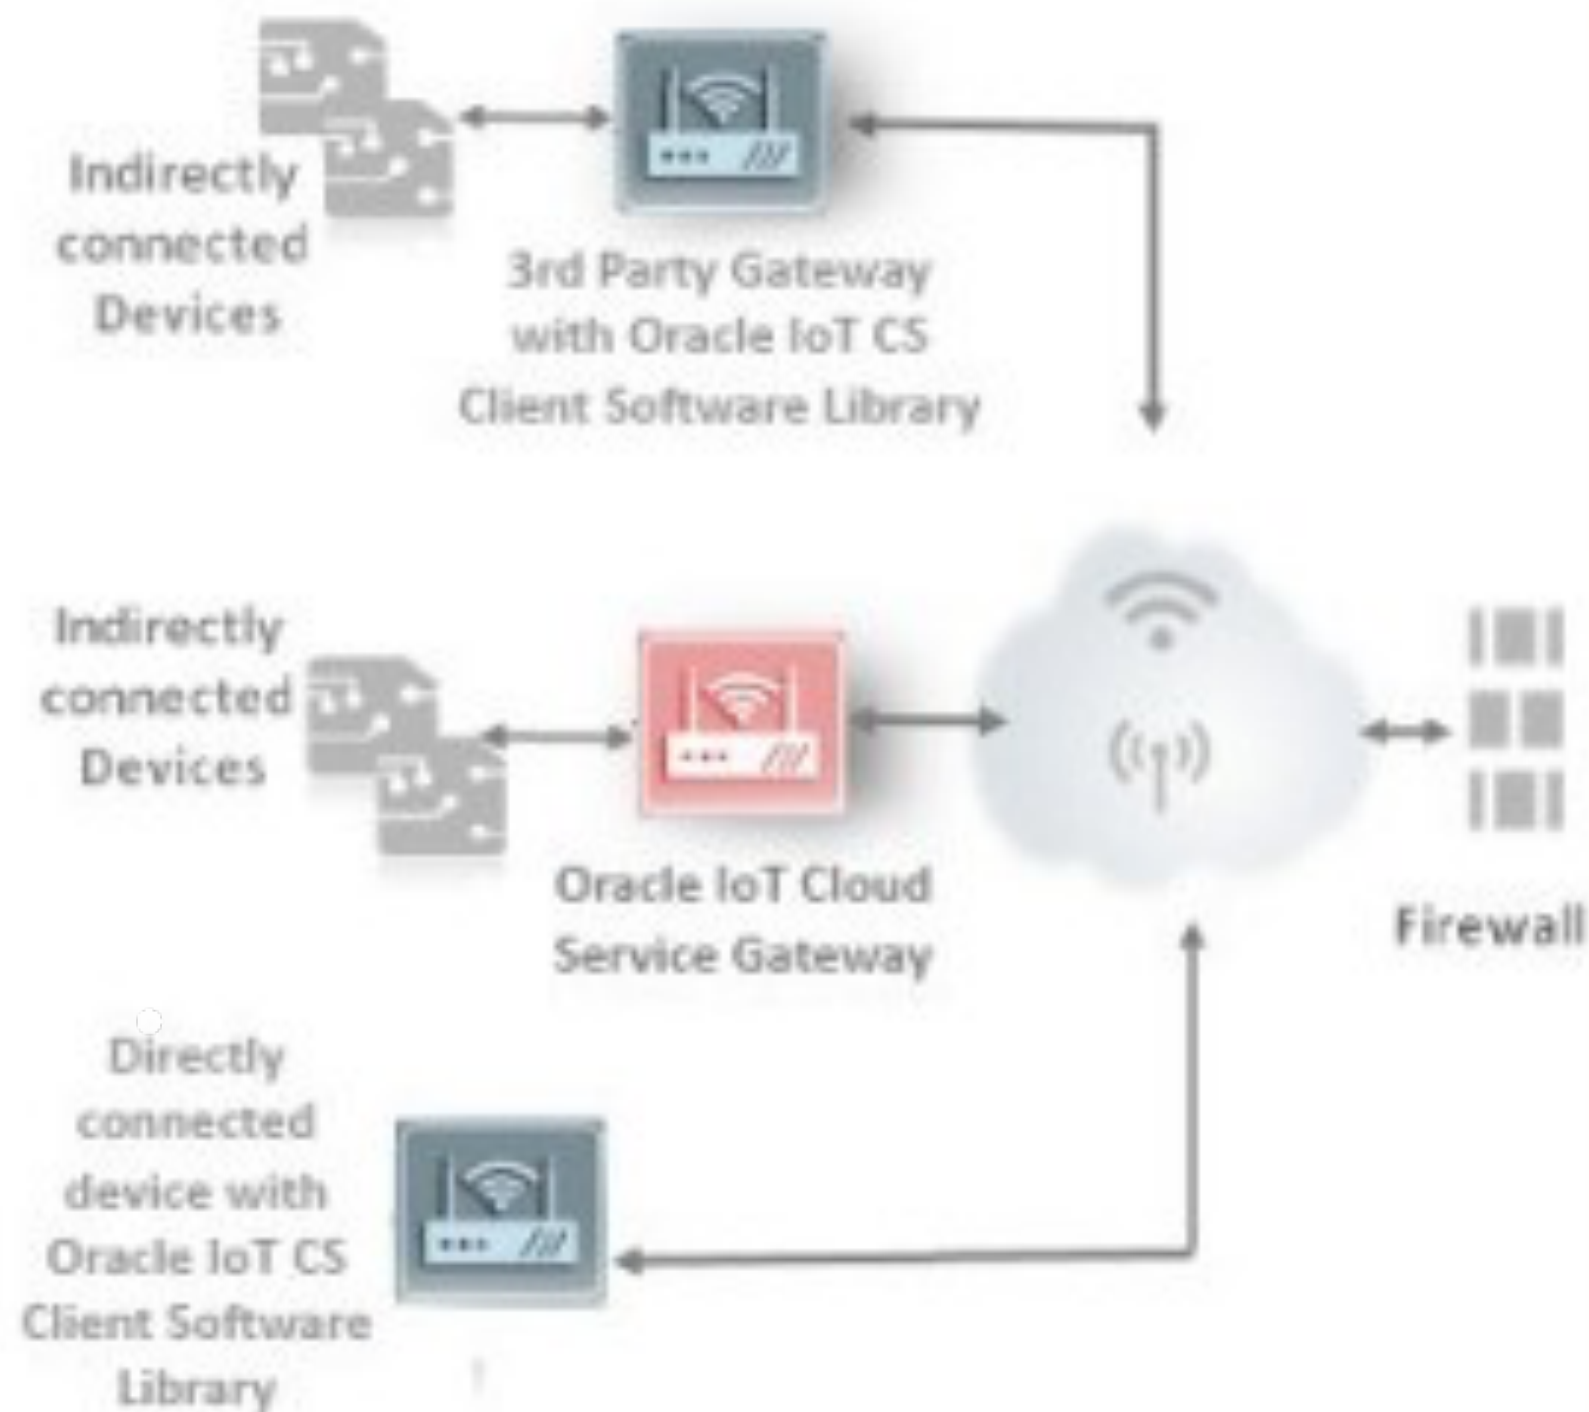 Indirectly
connected
Devices
3rd Party Gateway
with Oracle IoT CS
Client Software Library
Indirectly
connected
Devices
Oracle IoT Cloud
Service Gateway
Firewall
Directly
connected
device with
Oracle IoT CS
Client Software
Library